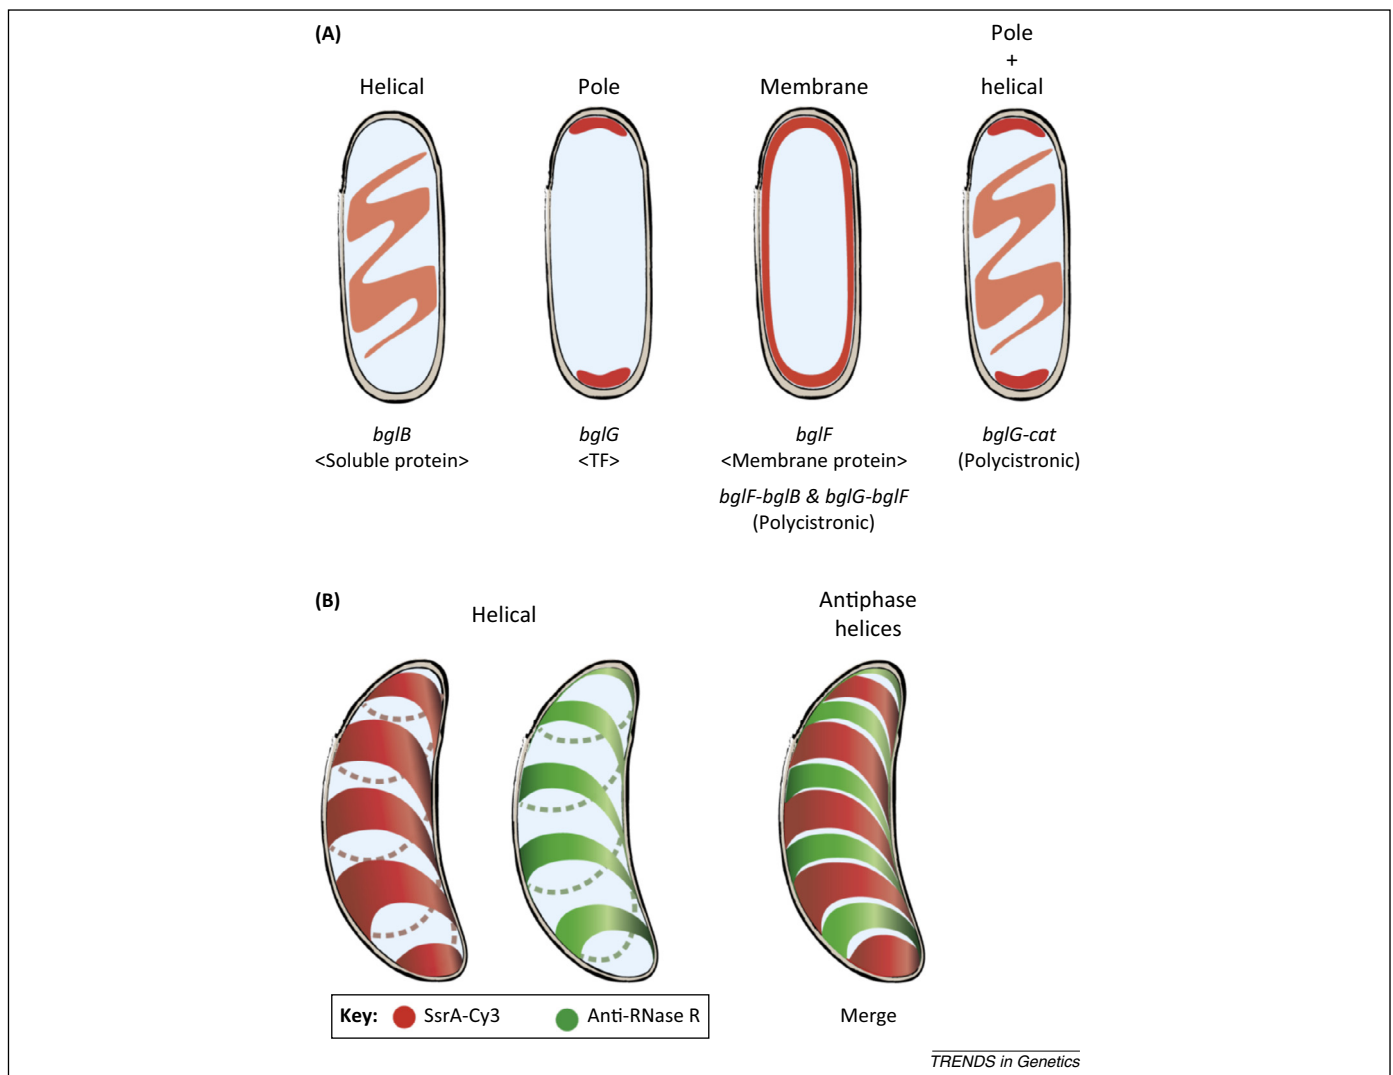 (A)
Helical
Pole
Membrane
Pole
+
helical
bglB
<Soluble protein>
bglG
<TF>
bglF
<Membrane protein>
bglF-bglB & bglG-bglF
(Polycistronic)
bglG-cat
(Polycistronic)
(B)
Helical
Antiphase
helices
Key: SsrA-Cy3 Anti-RNase R
Merge
TRENDS in Genetics